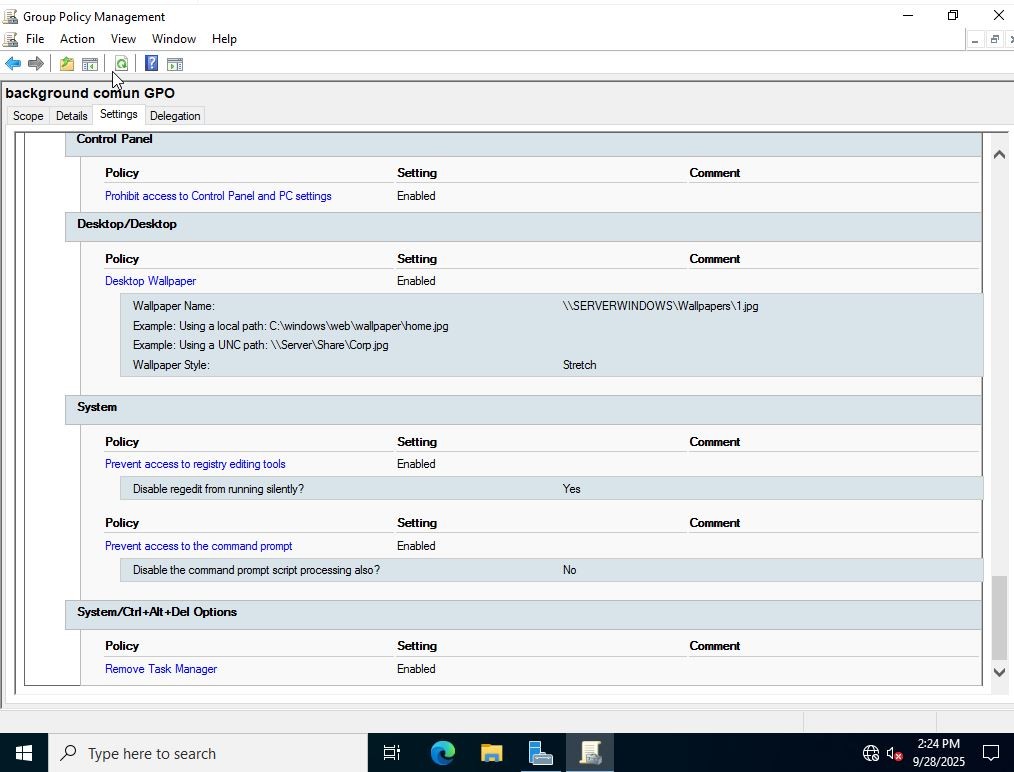 Group Policy Management
File Action View Window Help
background comun GPO
Scope Details Settings Delegation
Control Panel
Policy Setting Comment
Prohibit access to Control Panel and PC settings Enabled
Desktop/Desktop
Policy Setting Comment
Desktop Wallpaper Enabled
Wallpaper Name: \\SERVERWINDOWS\Wallpapers\1.jpg
Example: Using a local path: C:\windows\web\wallpaper\home.jpg
Example: Using a UNC path: \\Server\Share\Corp.jpg
Wallpaper Style: Stretch
System
Policy Setting Comment
Prevent access to registry editing tools Enabled
Disable regedit from running silently? Yes
Policy Setting Comment
Prevent access to the command prompt Enabled
Disable the command prompt script processing also? No
System/Ctrl+Alt+Del Options
Policy Setting Comment
Remove Task Manager Enabled
Type here to search
2:24 PM
9/28/2025